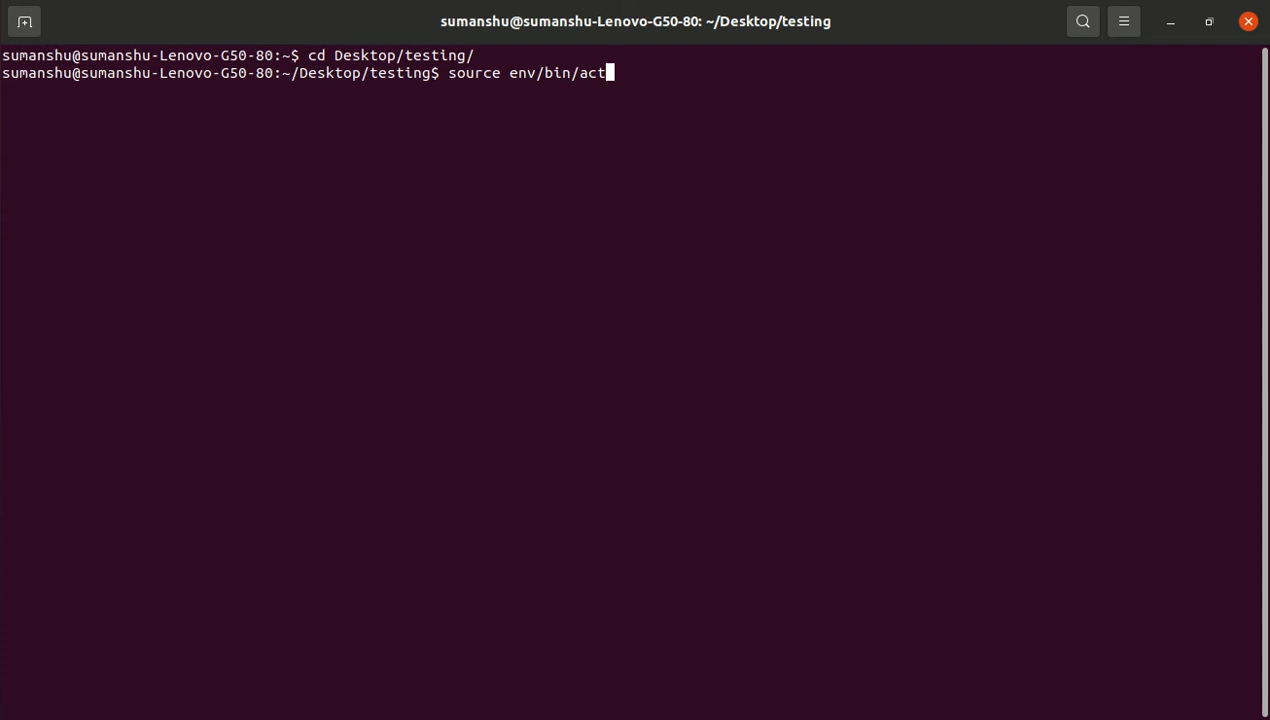 sumanshu@sumanshu-Lenovo-G50-80: ~/Desktop/testing
sumanshu@sumanshu-Lenovo-G50-80:~$ cd Desktop/testing/
sumanshu@sumanshu-Lenovo-G50-80:~/Desktop/testing$ source env/bin/act